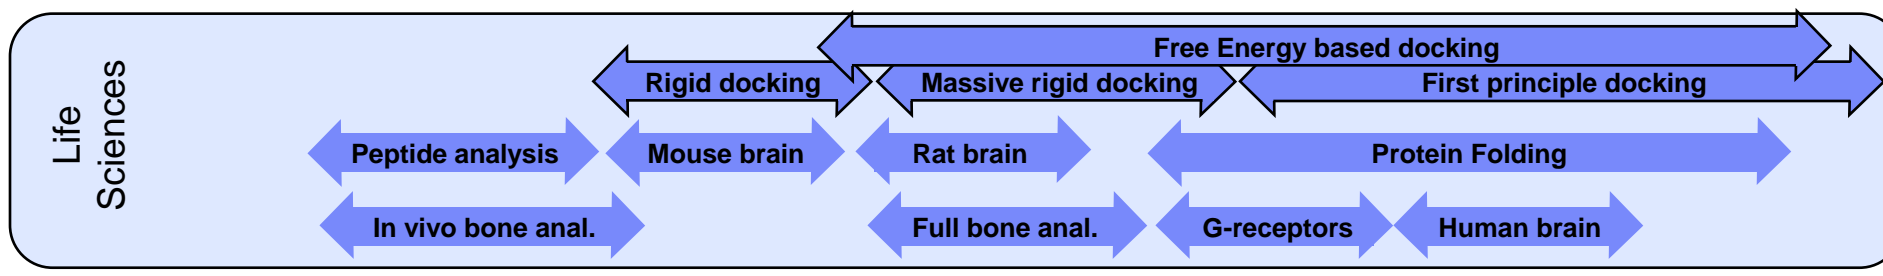 Life
Sciences
Free Energy based docking
Rigid docking
Massive rigid docking
First principle docking
Peptide analysis
Mouse brain
Rat brain
Protein Folding
In vivo bone anal.
Full bone anal.
G-receptors
Human brain